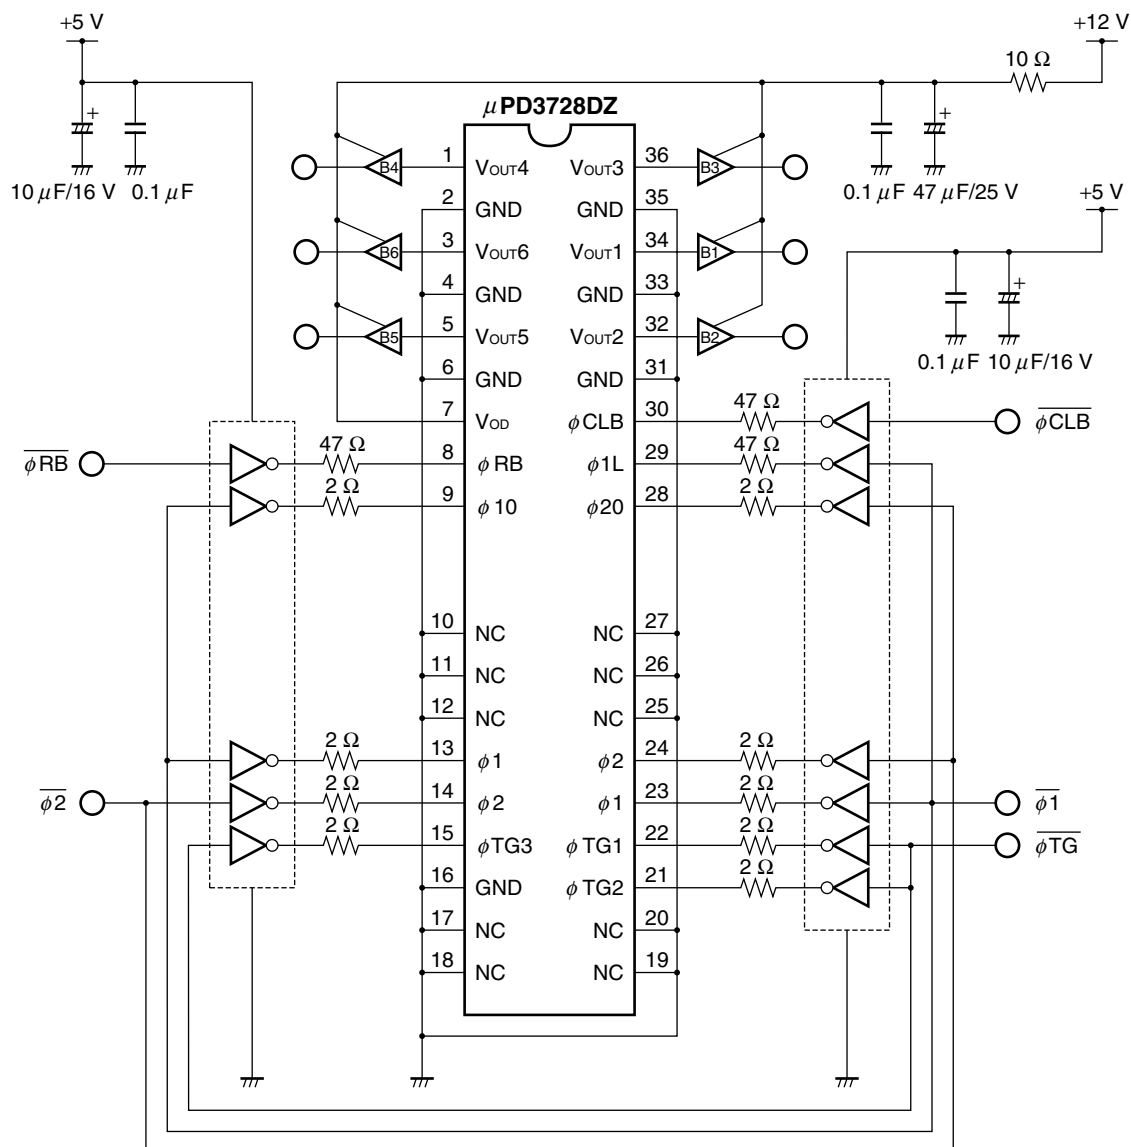 +5 V
+12 V
10 Ω
μPD3728DZ
+
10 μF/16 V
0.1 μF
+
0.1 μF
47 μF/25 V
+5 V
+
0.1 μF
10 μF/16 V
B4
1
VOUT4
VOUT3
36
B3
2
GND
GND
35
B6
3
VOUT6
VOUT1
34
B1
4
GND
GND
33
B5
5
VOUT5
VOUT2
32
B2
6
GND
GND
31
7
VOD
φCLB
30
47 Ω
φCLB
φRB
47 Ω
8
φRB
φ1L
29
47 Ω
2 Ω
9
φ10
φ20
28
2 Ω
10
NC
NC
27
11
NC
NC
26
12
NC
NC
25
2 Ω
13
φ1
φ2
24
2 Ω
φ2
2 Ω
14
φ2
φ1
23
2 Ω
φ1
2 Ω
15
φTG3
φTG1
22
2 Ω
φTG
16
GND
φTG2
21
2 Ω
17
NC
NC
20
18
NC
NC
19